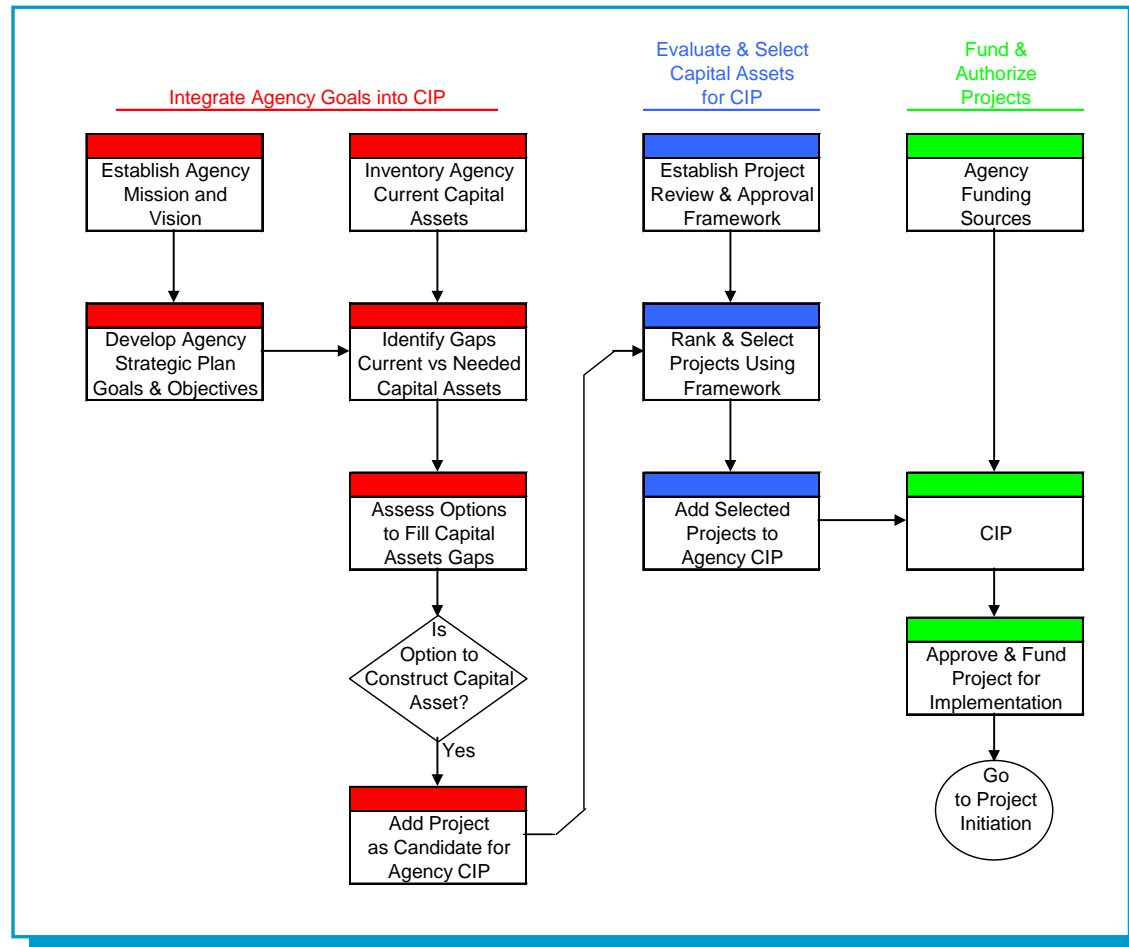 Integrate Agency Goals into CIP
Evaluate & Select
Capital Assets
for CIP
Fund &
Authorize
Projects
Establish Agency
Mission and
Vision
Inventory Agency
Current Capital
Assets
Establish Project
Review & Approval
Framework
Agency
Funding
Sources
Develop Agency
Strategic Plan
Goals & Objectives
Identify Gaps
Current vs Needed
Capital Assets
Rank & Select
Projects Using
Framework
Assess Options
to Fill Capital
Assets Gaps
Add Selected
Projects to
Agency CIP
CIP
Is
Option to
Construct Capital
Asset?
Yes
Approve & Fund
Project for
Implementation
Add Project
as Candidate for
Agency CIP
Go
to Project
Initiation